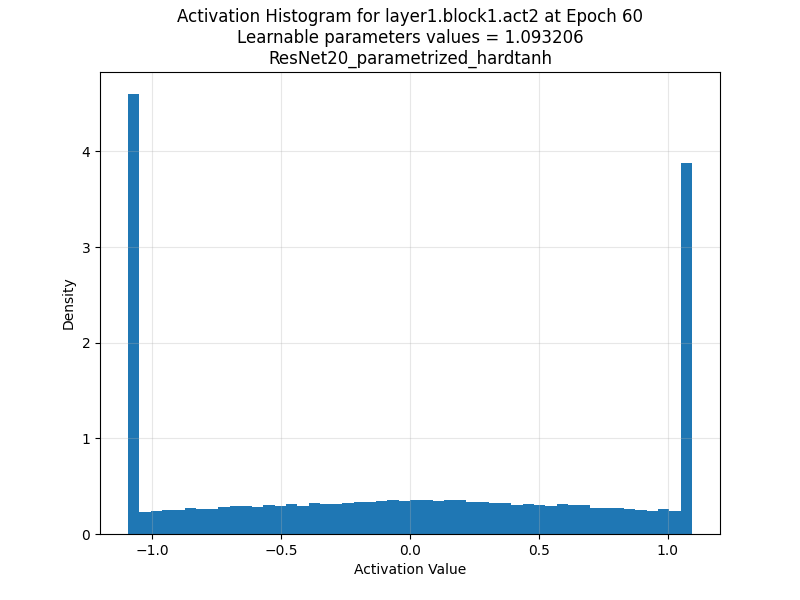 Activation Histogram for layer1.block1.act2 at Epoch 60
Learnable parameters values = 1.093206
ResNet20_parametrized_hardtanh
4
3
2
1
0
Density
−1.0 −0.5 0.0 0.5 1.0
Activation Value